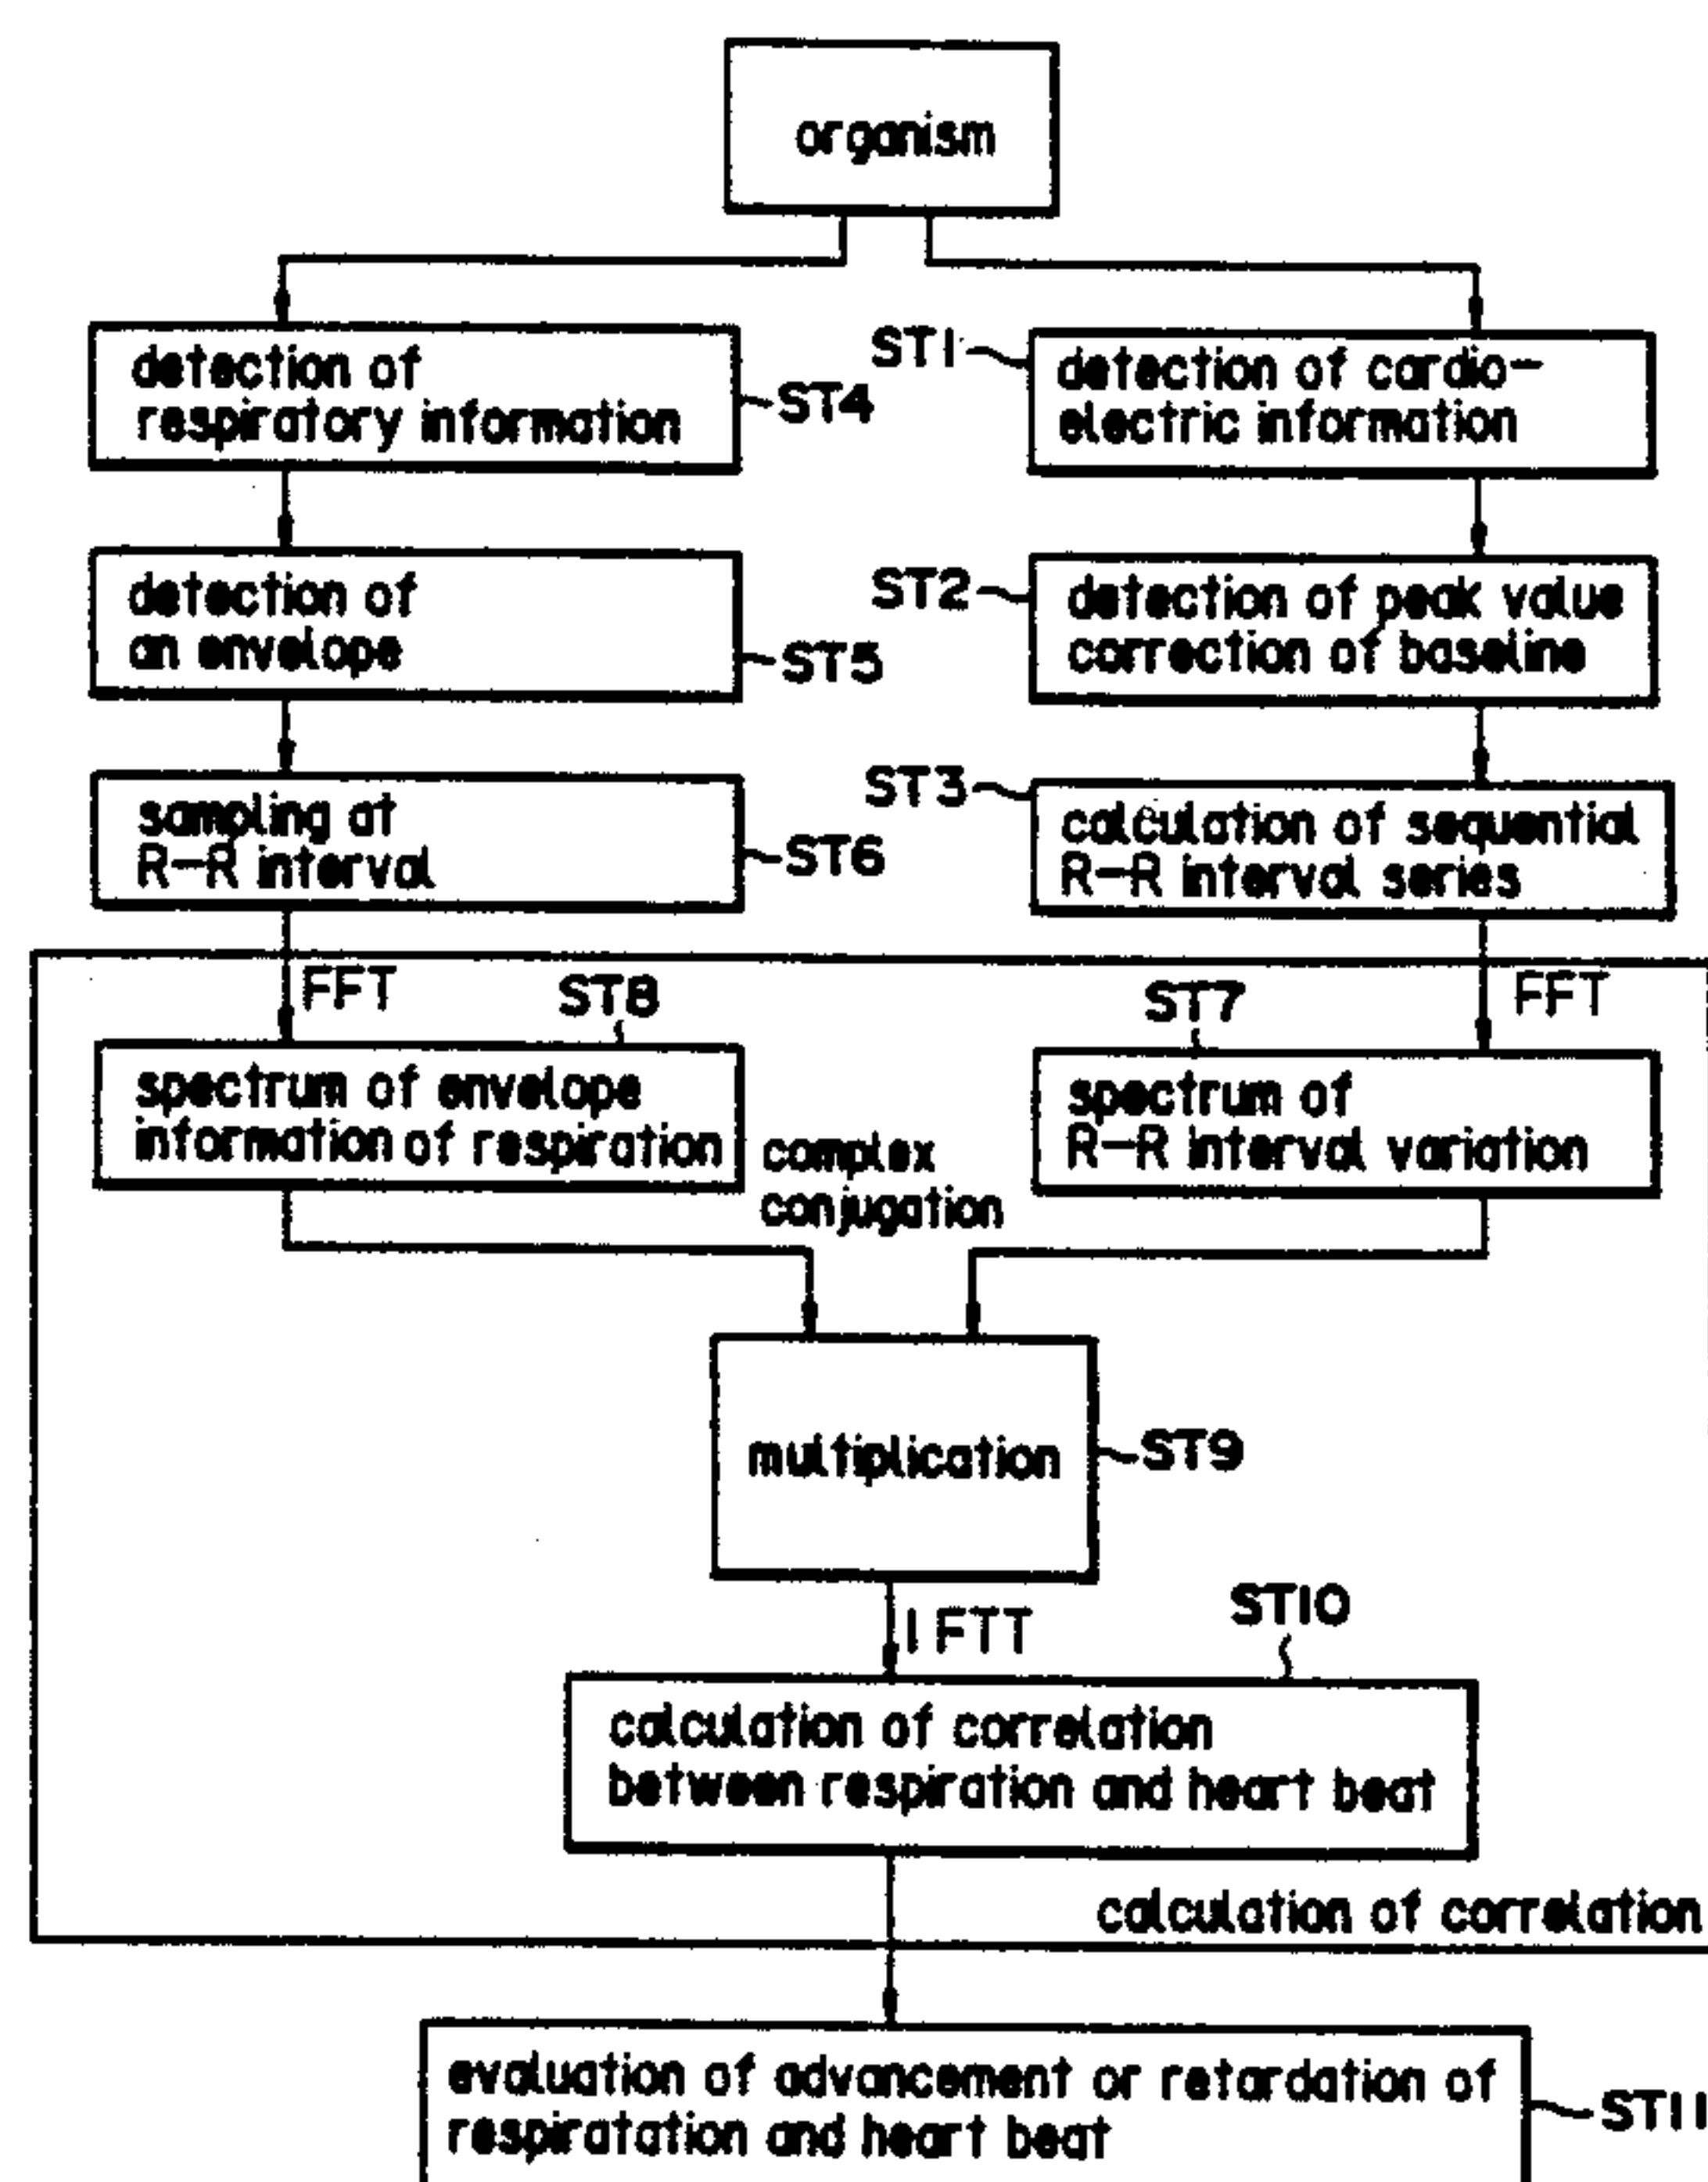 organism
detection of
respiratory information
ST4
ST1
detection of cardio-
electric information
detection of
an envelope
ST5
ST2
detection of peak value
correction of baseline
sampling at
R-R interval
ST6
ST3
calculation of sequential
R-R interval series
FFT
ST8
ST7
FFT
spectrum of envelope
information of respiration
complex
conjugation
spectrum of
R-R interval variation
multiplication
ST9
I FTT
ST10
calculation of correlation
between respiration and heart beat
calculation of correlation
evaluation of advancement or retardation of
respiratation and heart beat
ST11